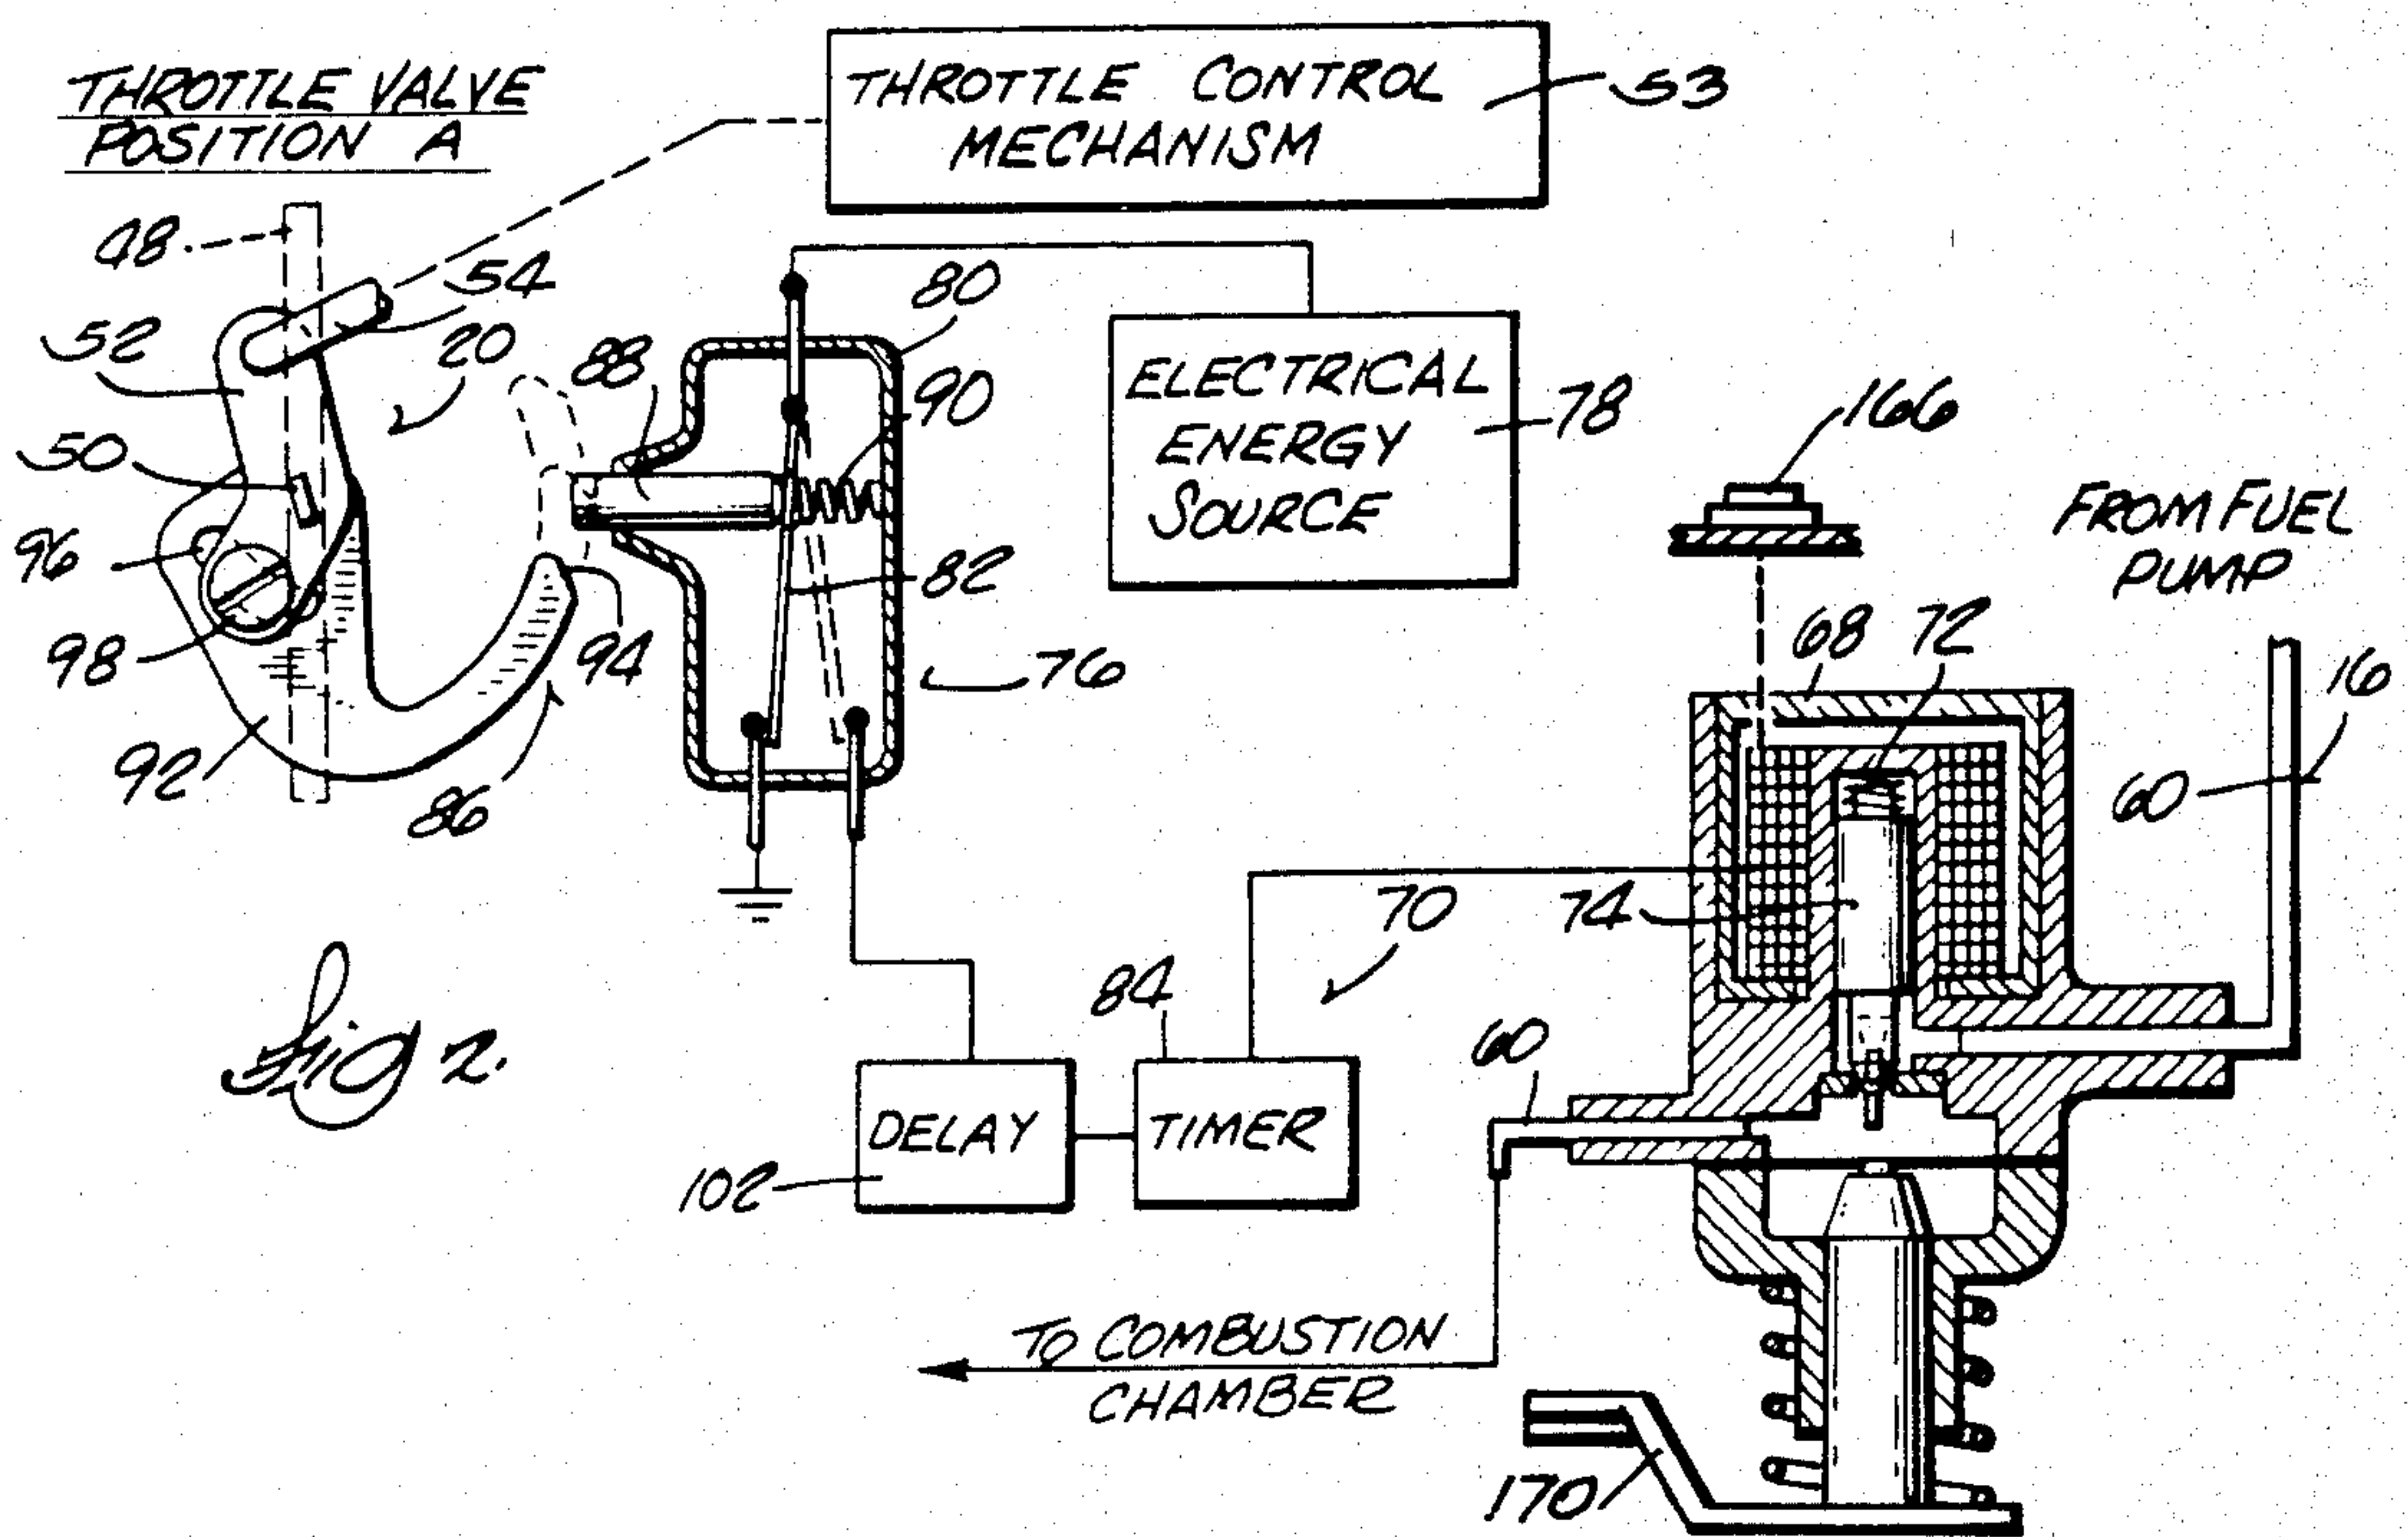 THROTTLE VALVE
POSITION A
THROTTLE CONTROL
MECHANISM
53
48
54
52
20
88
80
90
50
ELECTRICAL
ENERGY
SOURCE
78
166
FROM FUEL
PUMP
96
82
68
72
98
94
76
16
92
86
60
74
70
84
Fig 2.
60
DELAY
TIMER
102
TO COMBUSTION
CHAMBER
170